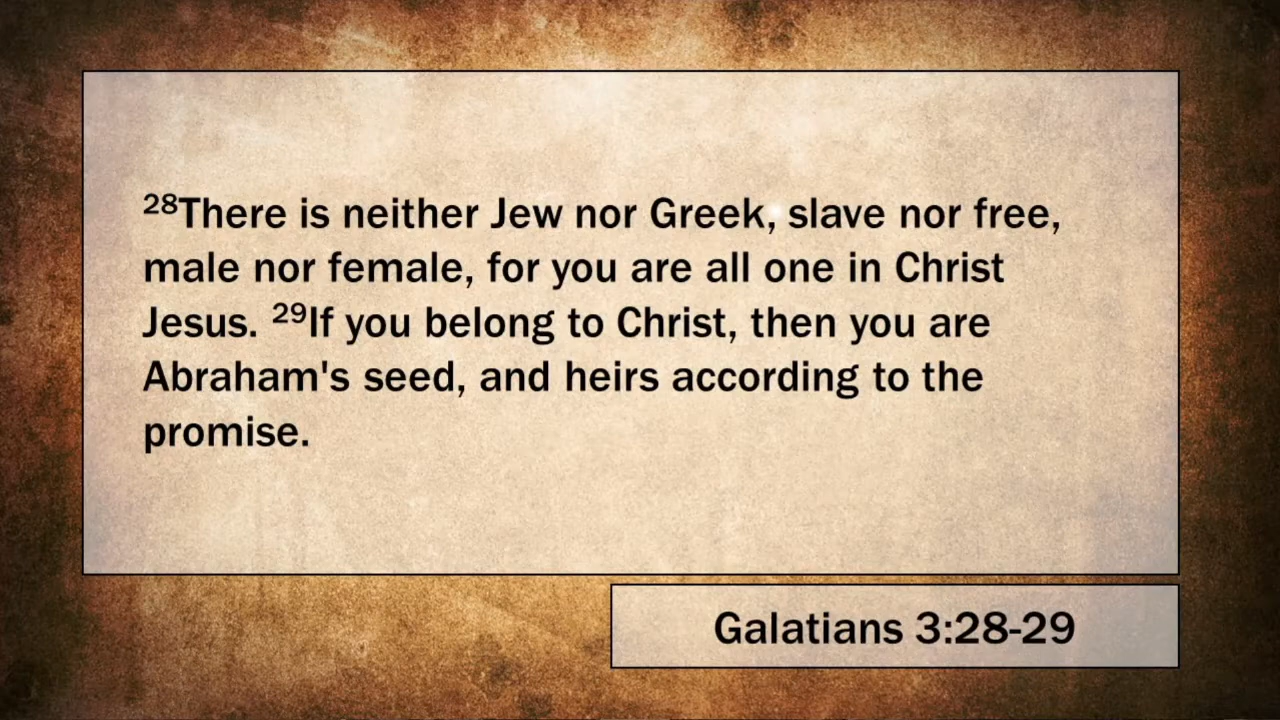 ²⁸There is neither Jew nor Greek, slave nor free,
male nor female, for you are all one in Christ
Jesus. ²⁹If you belong to Christ, then you are
Abraham's seed, and heirs according to the
promise.
Galatians 3:28-29